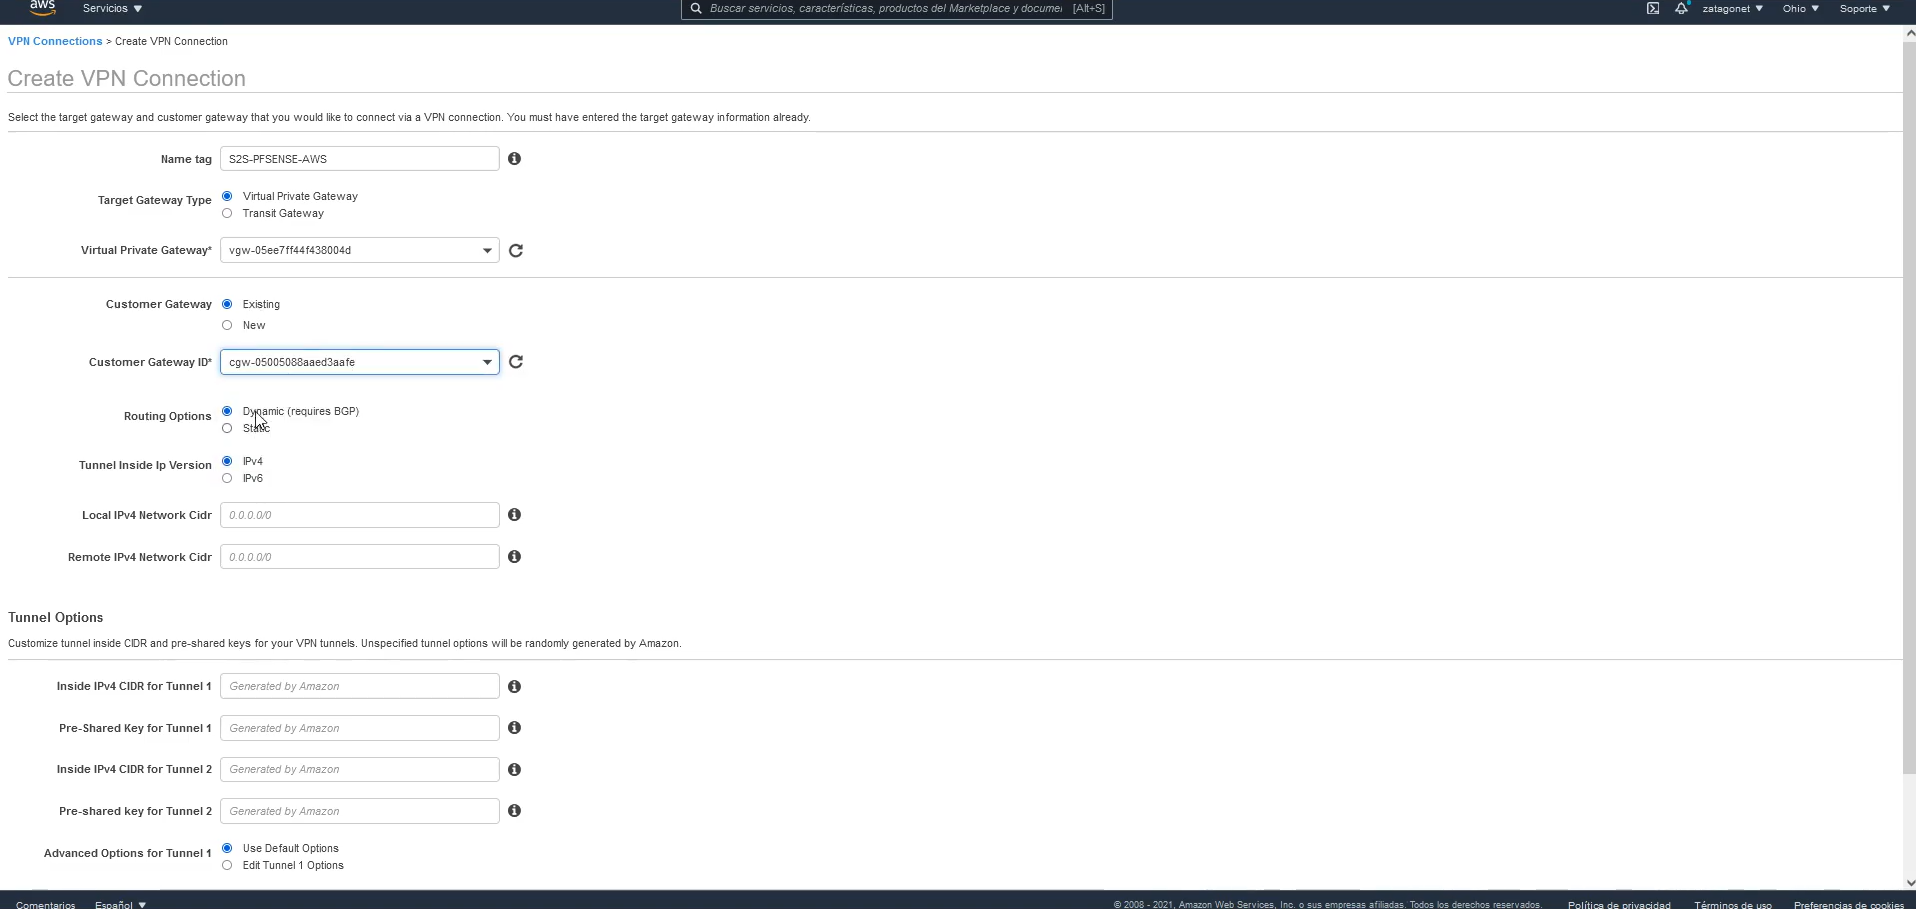 aws Servicios Buscar servicios, características, productos del Marketplace y documer [Alt+S] zatagonet Ohio Soporte
VPN Connections > Create VPN Connection
Create VPN Connection
Select the target gateway and customer gateway that you would like to connect via a VPN connection. You must have entered the target gateway information already.
Name tag S2S-PFSENSE-AWS
Target Gateway Type Virtual Private Gateway
Transit Gateway
Virtual Private Gateway* vgw-05ee7ff44f438004d
Customer Gateway Existing
New
Customer Gateway ID* cgw-05005088aaed3aafe
Routing Options Dynamic (requires BGP)
Static
Tunnel Inside Ip Version IPv4
IPv6
Local IPv4 Network Cidr 0.0.0.0/0
Remote IPv4 Network Cidr 0.0.0.0/0
Tunnel Options
Customize tunnel inside CIDR and pre-shared keys for your VPN tunnels. Unspecified tunnel options will be randomly generated by Amazon.
Inside IPv4 CIDR for Tunnel 1 Generated by Amazon
Pre-Shared Key for Tunnel 1 Generated by Amazon
Inside IPv4 CIDR for Tunnel 2 Generated by Amazon
Pre-shared key for Tunnel 2 Generated by Amazon
Advanced Options for Tunnel 1 Use Default Options
Edit Tunnel 1 Options
Comentarios Español © 2008 - 2021, Amazon Web Services, Inc. o sus empresas afiliadas. Todos los derechos reservados. Política de privacidad Términos de uso Preferencias de cookies